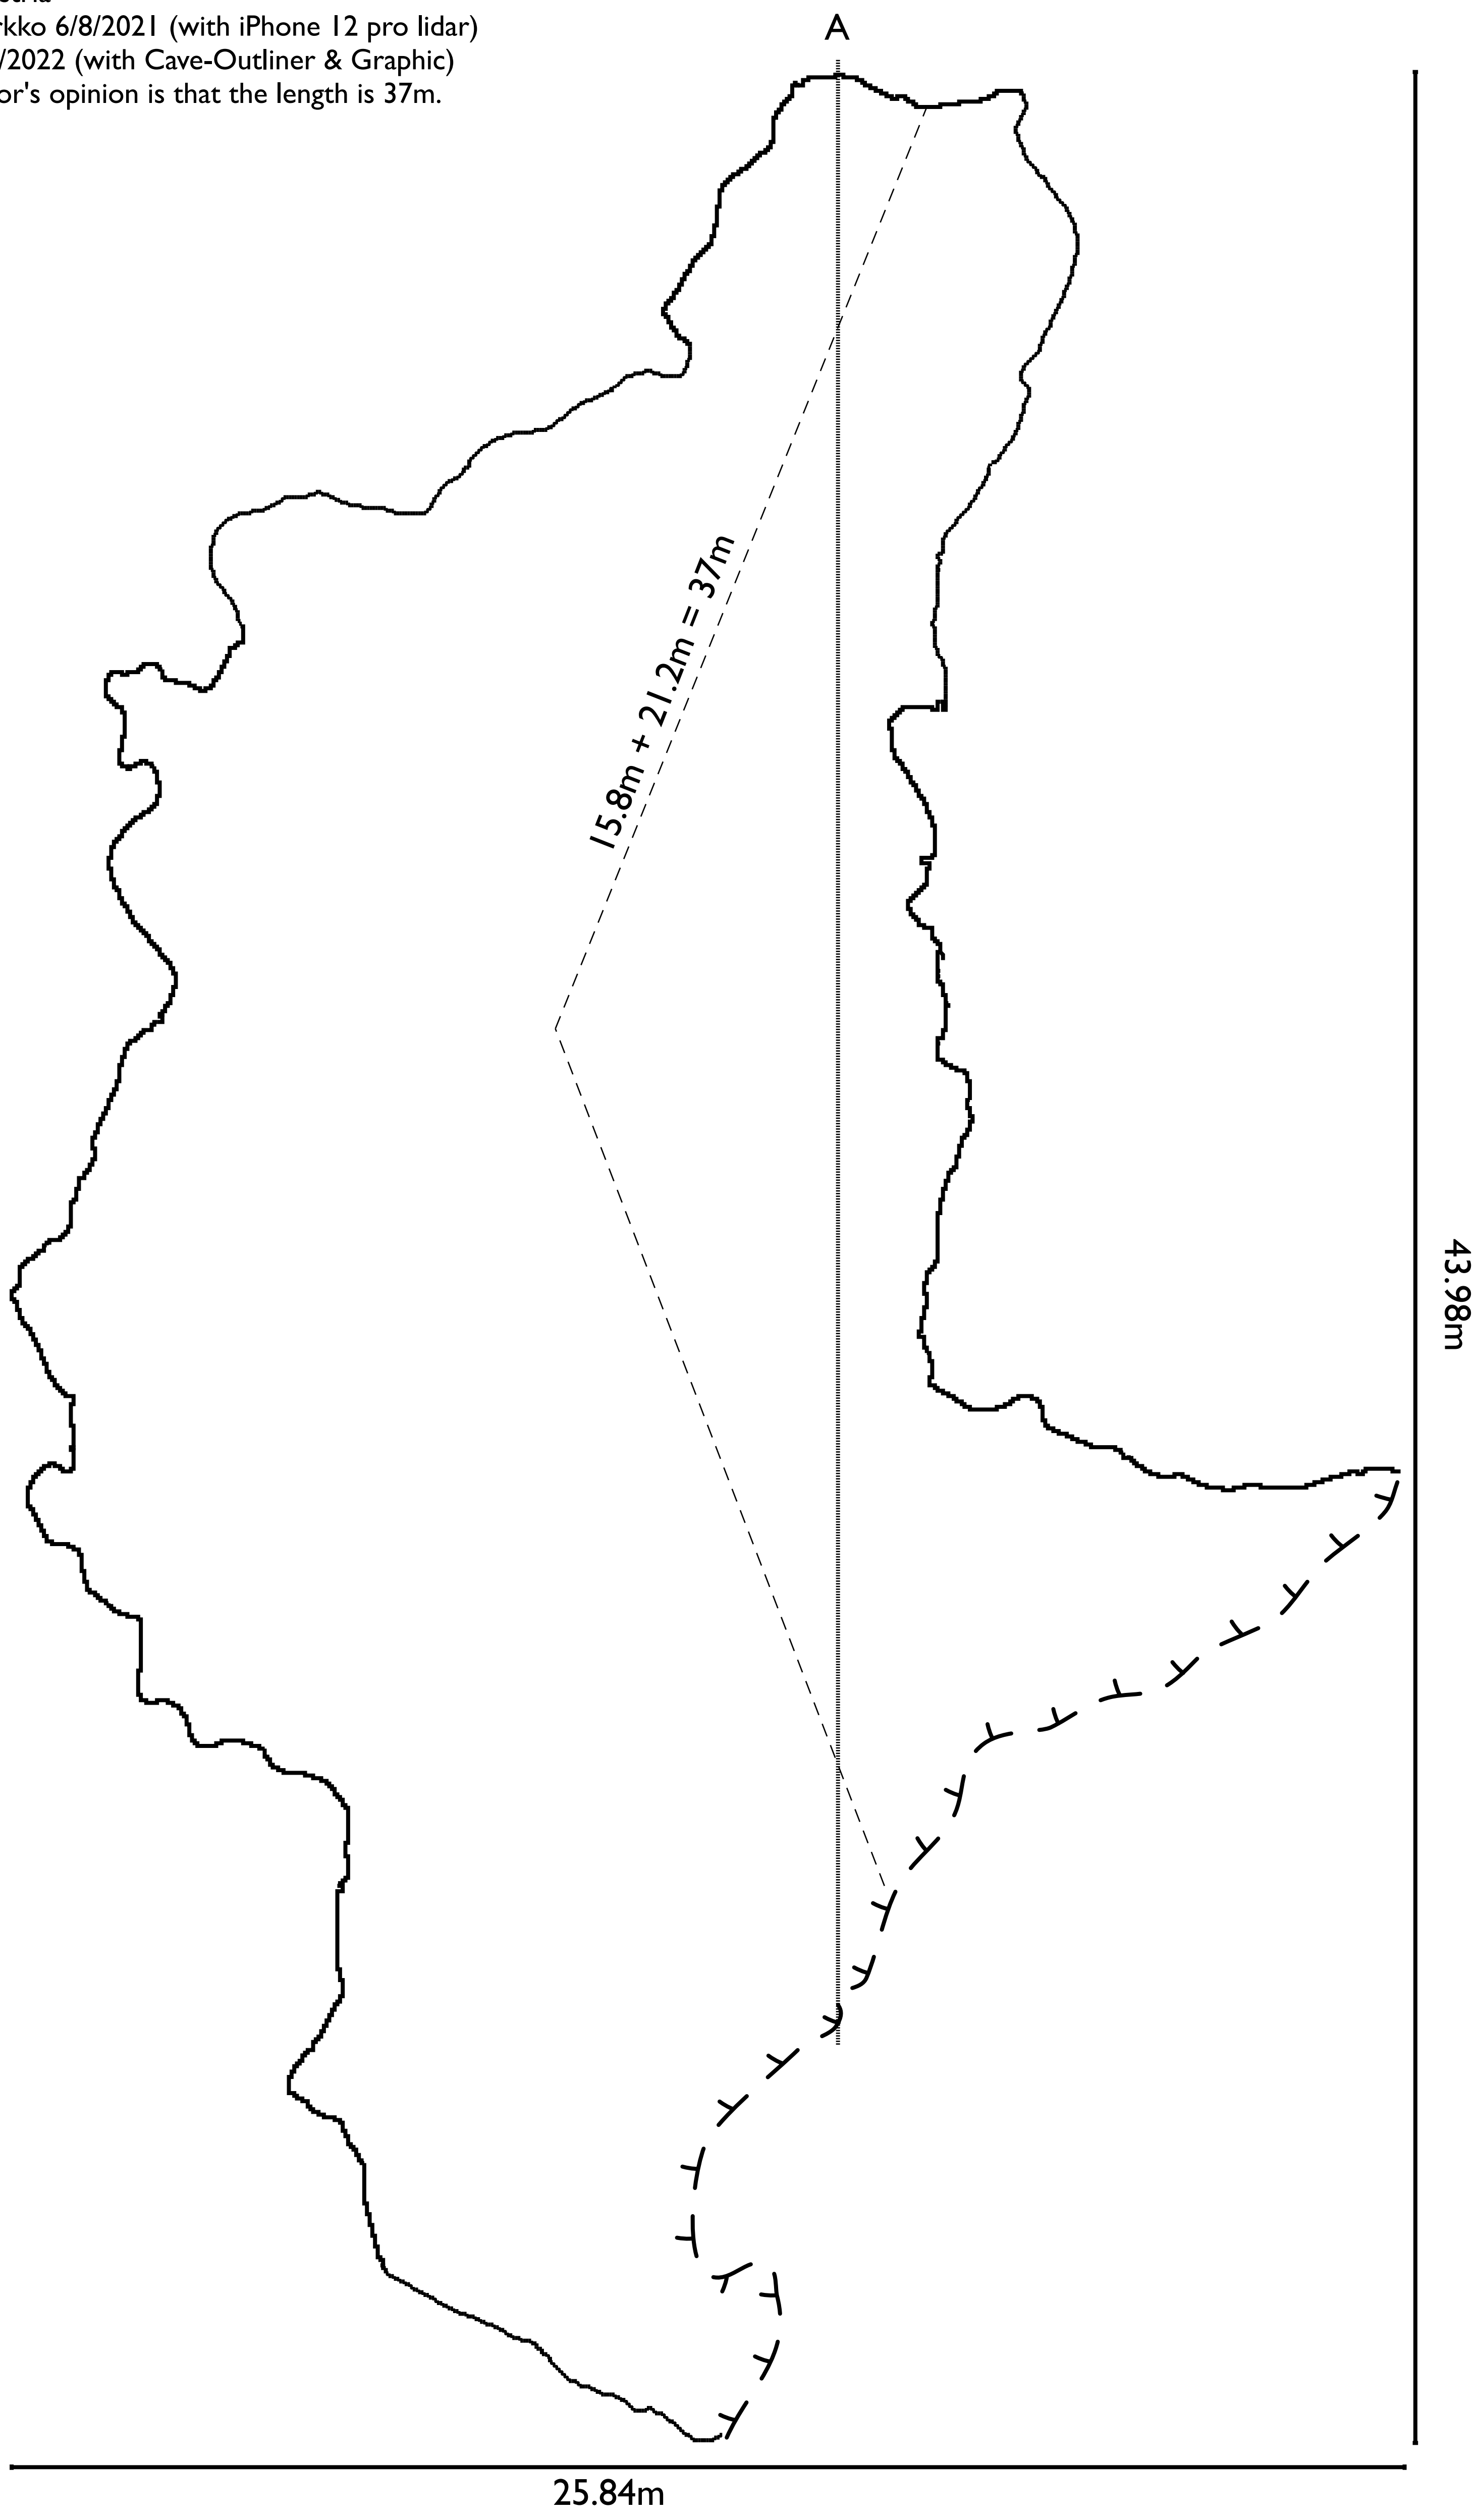 rkko 6/8/2021 (with iPhone 12 pro lidar)
/2022 (with Cave-Outliner & Graphic)
or's opinion is that the length is 37m.
A
15.8m + 21.2m = 37m
43.98m
25.84m